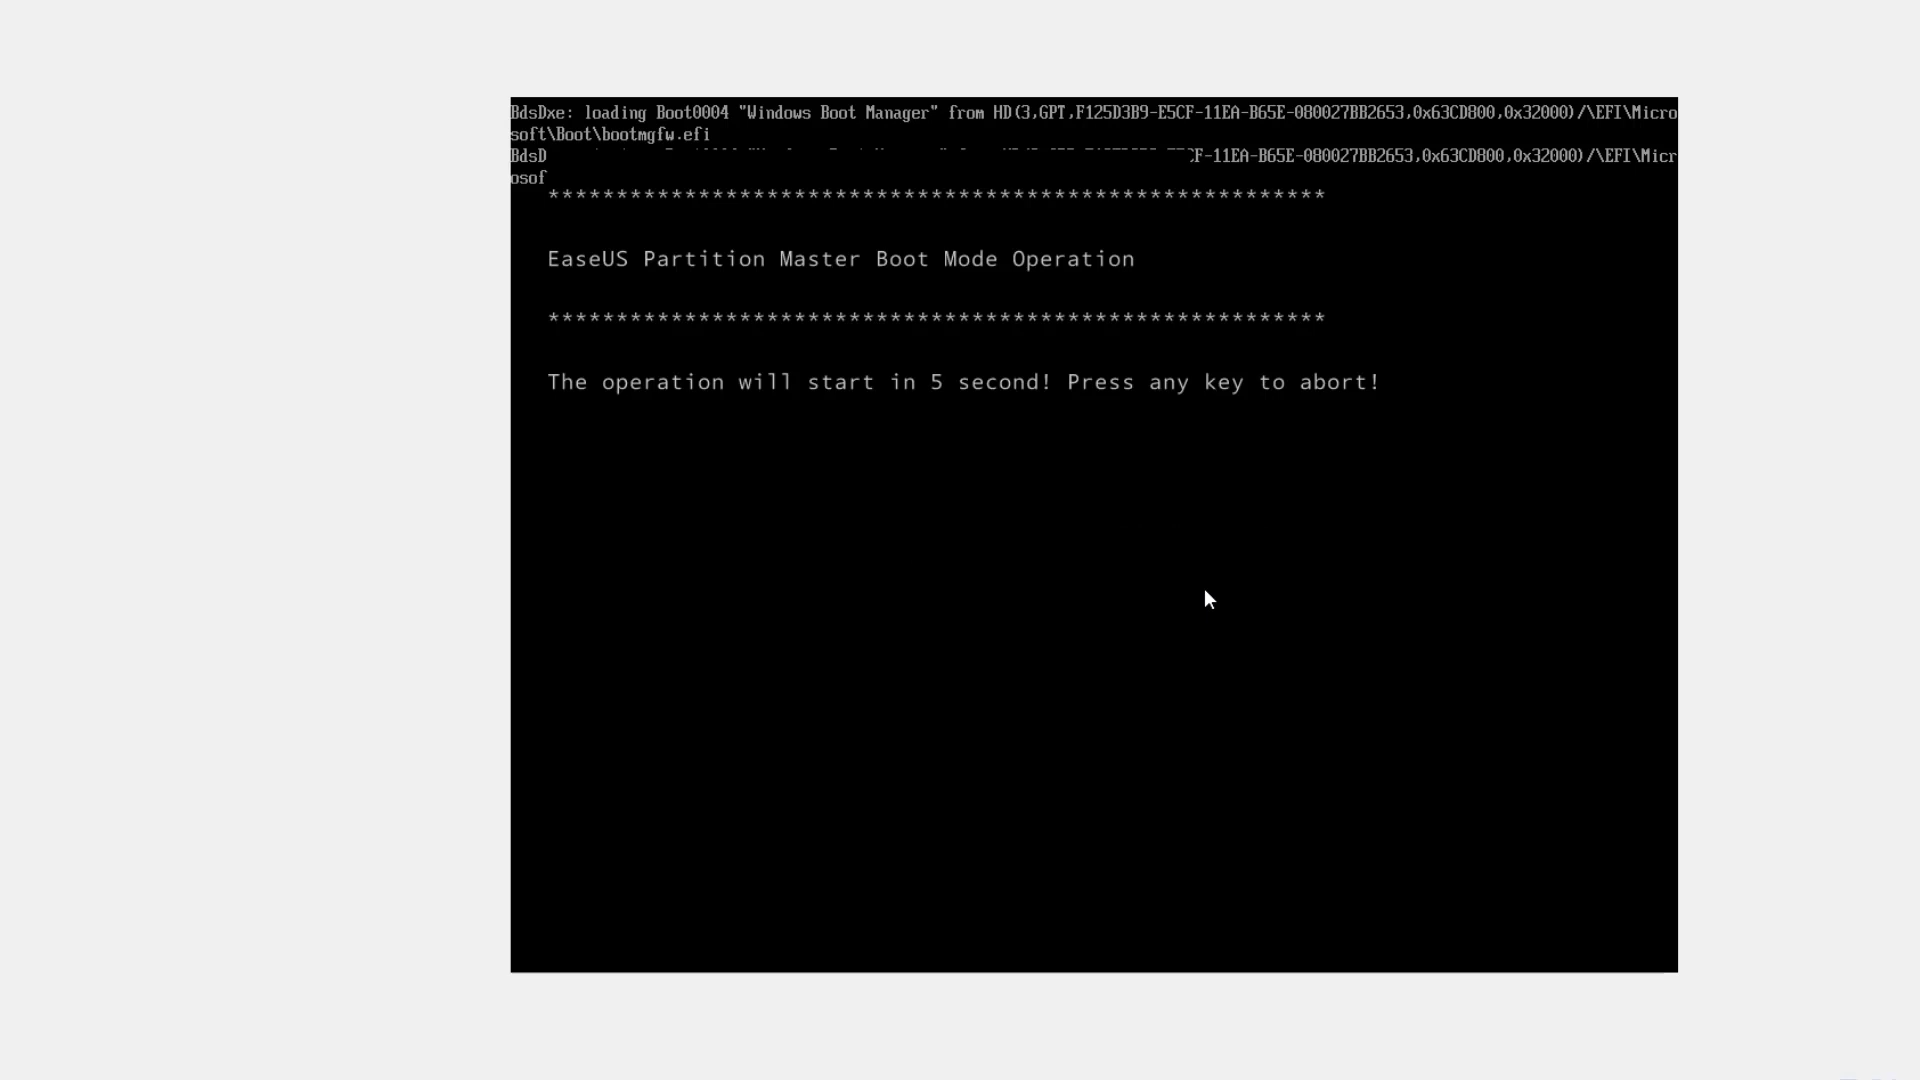 BdsDxe: loading Boot0004 "Windows Boot Manager" from HD(3,GPT,F125D3B9-E5CF-11EA-B65E-080027BB2653,0x63CD800,0x32000)/\EFI\Micro
soft\Boot\bootmgfw.efi
BdsD CF-11EA-B65E-080027BB2653,0x63CD800,0x32000)/\EFI\Micr
osof
*********************************************************
EaseUS Partition Master Boot Mode Operation
*********************************************************
The operation will start in 5 second! Press any key to abort!